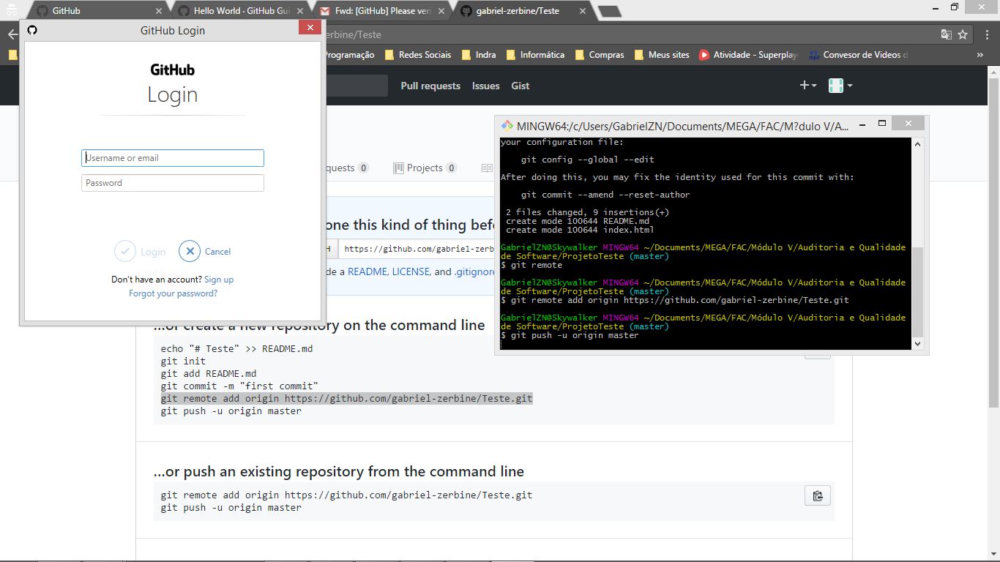 GitHub
Hello World · GitHub Gui
Fwd: [GitHub] Please veri
gabriel-zerbine/Teste
erbine/Teste
Programação
Redes Sociais
Indra
Informática
Compras
Meus sites
Atividade - Superplay
Convesor de Videos d
»
GitHub Login
GitHub
Login
Username or email
Password
Login
Cancel
Don't have an account? Sign up
Forgot your password?
Pull requests
Issues
Gist
quests 0
Projects 0
one this kind of thing befo
H
https://github.com/gabriel-zerb
de a README, LICENSE, and .gitignore
...or create a new repository on the command line
echo "# Teste" >> README.md
git init
git add README.md
git commit -m "first commit"
git remote add origin https://github.com/gabriel-zerbine/Teste.git
git push -u origin master
...or push an existing repository from the command line
git remote add origin https://github.com/gabriel-zerbine/Teste.git
git push -u origin master
MINGW64:/c/Users/GabrielZN/Documents/MEGA/FAC/M?dulo V/A...
your configuration file:
git config --global --edit
After doing this, you may fix the identity used for this commit with:
git commit --amend --reset-author
2 files changed, 9 insertions(+)
create mode 100644 README.md
create mode 100644 index.html
GabrielZN@Skywalker MINGW64 ~/Documents/MEGA/FAC/Módulo V/Auditoria e Qualidade
de Software/ProjetoTeste (master)
$ git remote
GabrielZN@Skywalker MINGW64 ~/Documents/MEGA/FAC/Módulo V/Auditoria e Qualidade
de Software/ProjetoTeste (master)
$ git remote add origin https://github.com/gabriel-zerbine/Teste.git
GabrielZN@Skywalker MINGW64 ~/Documents/MEGA/FAC/Módulo V/Auditoria e Qualidade
de Software/ProjetoTeste (master)
$ git push -u origin master